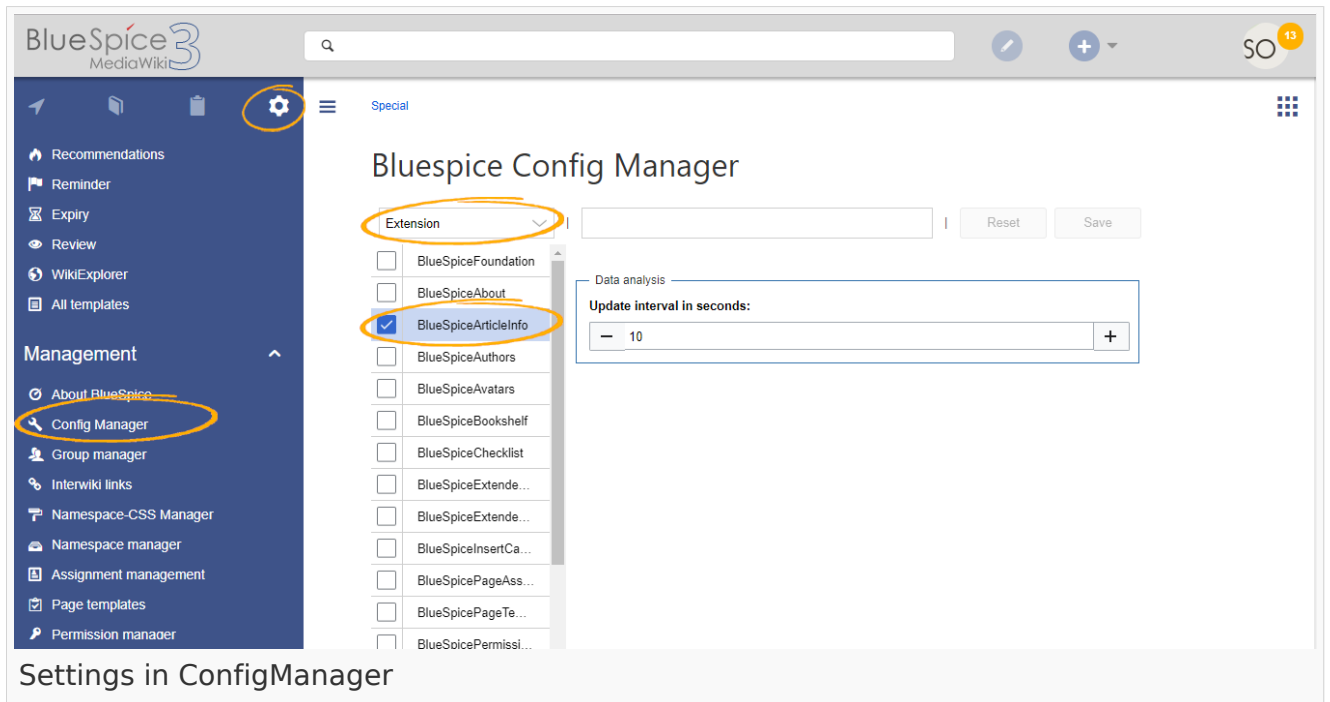 BlueSpice 3
MediaWiki
SO
13
Special
Recommendations
Reminder
Expiry
Review
WikiExplorer
All templates
Management
About BlueSpice
Config Manager
Group manager
Interwiki links
Namespace-CSS Manager
Namespace manager
Assignment management
Page templates
Permission manager
Bluespice Config Manager
Extension
|
|
Reset
Save
BlueSpiceFoundation
BlueSpiceAbout
BlueSpiceArticleInfo
BlueSpiceAuthors
BlueSpiceAvatars
BlueSpiceBookshelf
BlueSpiceChecklist
BlueSpiceExtende...
BlueSpiceExtende...
BlueSpiceInsertCa...
BlueSpicePageAss...
BlueSpicePageTe...
BlueSpicePermissi...
Data analysis
Update interval in seconds:
10
Settings in ConfigManager